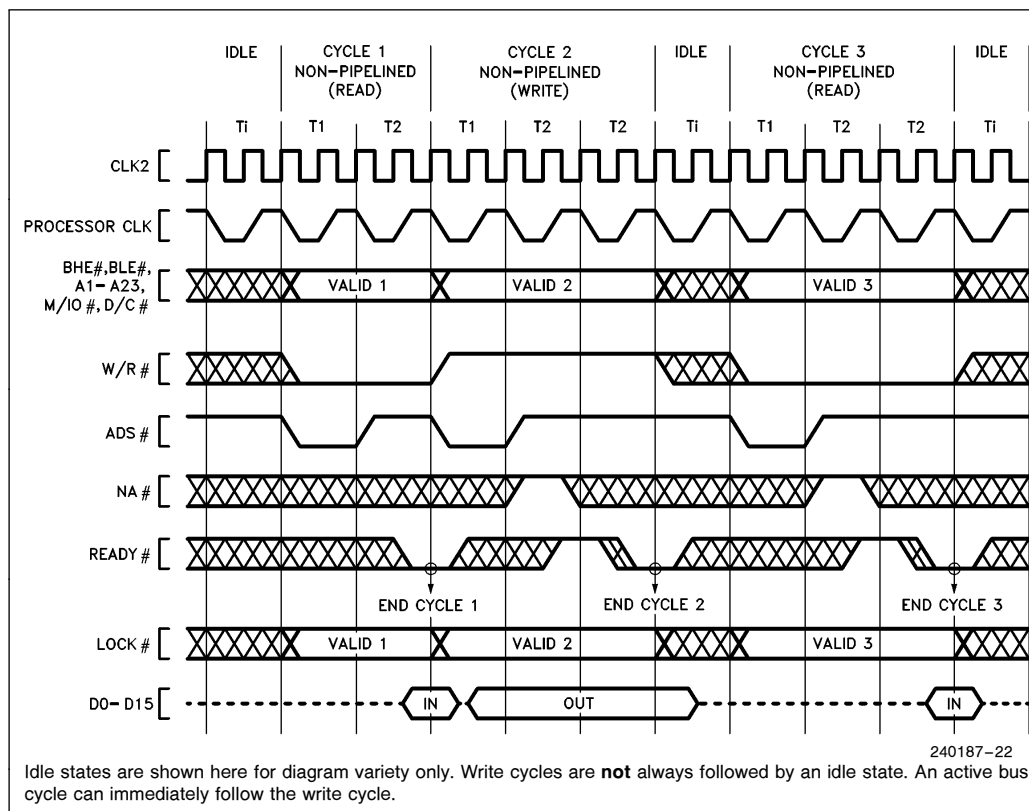 IDLE CYCLE 1 CYCLE 2 IDLE CYCLE 3 IDLE
NON-PIPELINED NON-PIPELINED NON-PIPELINED
(READ) (WRITE) (READ)
Ti T1 T2 T1 T2 T2 Ti T1 T2 T2 Ti
CLK2
PROCESSOR CLK
BHE#,BLE#,
A1-A23,
M/IO#,D/C#
VALID 1 VALID 2 VALID 3
W/R#
ADS#
NA#
READY#
END CYCLE 1 END CYCLE 2 END CYCLE 3
LOCK# VALID 1 VALID 2 VALID 3
D0-D15 IN OUT IN
240187-22
Idle states are shown here for diagram variety only. Write cycles are not always followed by an idle state. An active bus
cycle can immediately follow the write cycle.